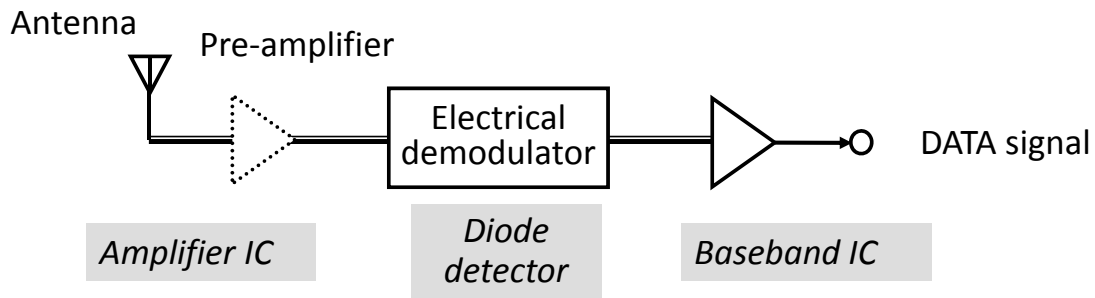 Antenna
Pre-amplifier
Electrical
demodulator
DATA signal
Amplifier IC
Diode
detector
Baseband IC